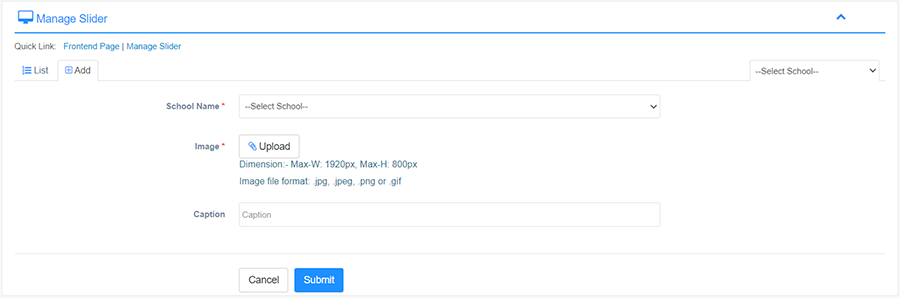 Manage Slider
Quick Link: Frontend Page | Manage Slider
List Add --Select School--
School Name * --Select School--
Image * Upload
Dimension:- Max-W: 1920px, Max-H: 800px
Image file format: .jpg, .jpeg, .png or .gif
Caption Caption
Cancel Submit